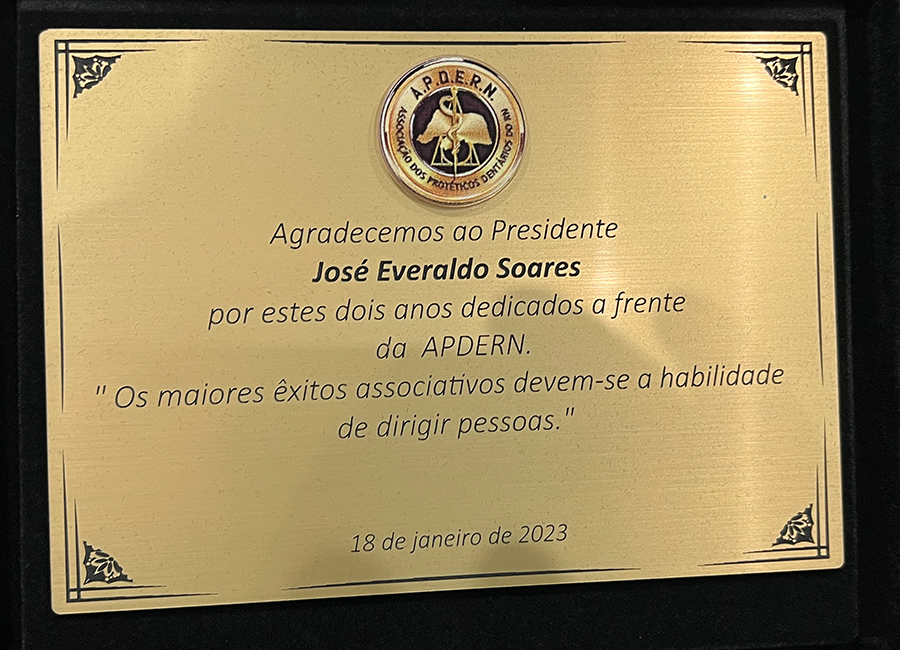 A.P.D.E.R.N.
ASSOCIAÇÃO DOS PROTÉTICOS DENTÁRIOS DO RN
Agradecemos ao Presidente
José Everaldo Soares
por estes dois anos dedicados a frente
da APDERN.
" Os maiores êxitos associativos devem-se a habilidade
de dirigir pessoas."
18 de janeiro de 2023